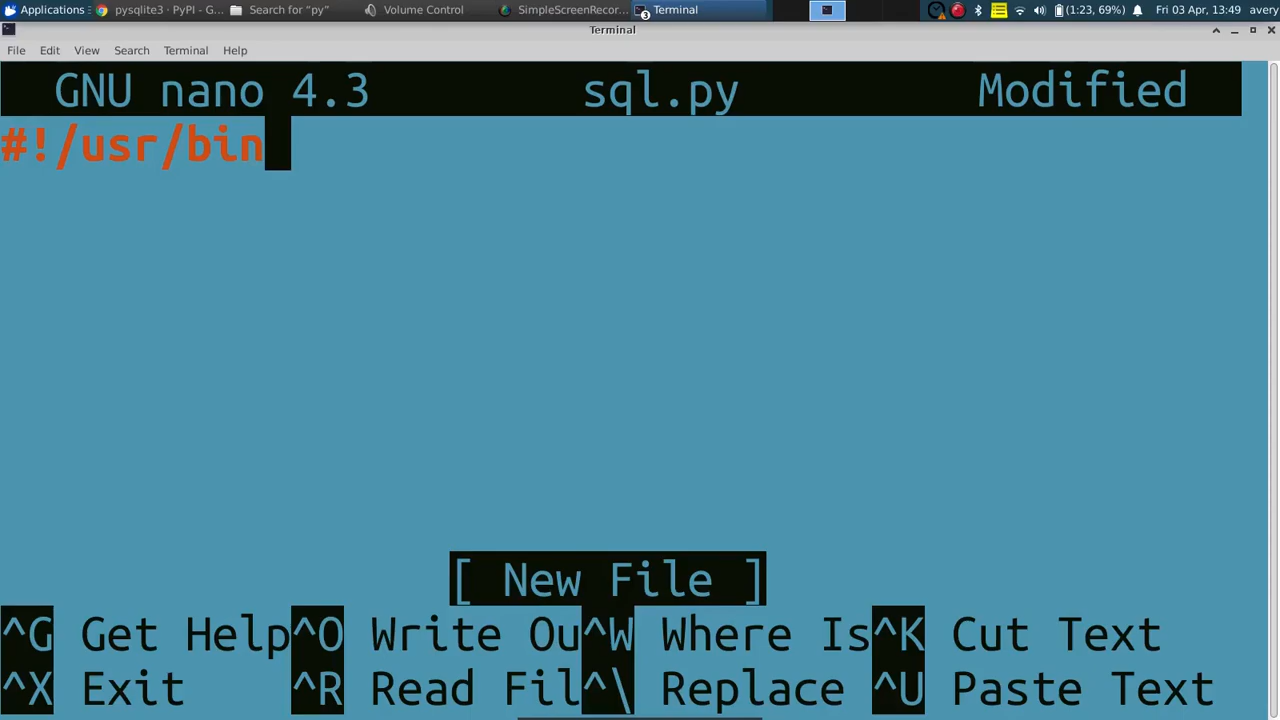 Applications pysqlite3 · PyPI - G... Search for “py” Volume Control SimpleScreenRecor... 3 Terminal (1:23, 69%) Fri 03 Apr, 13:49 avery
Terminal
File Edit View Search Terminal Help
GNU nano 4.3 sql.py Modified
#!/usr/bin
[ New File ]
^G Get Help ^O Write Ou ^W Where Is ^K Cut Text
^X Exit ^R Read Fil ^\ Replace ^U Paste Text